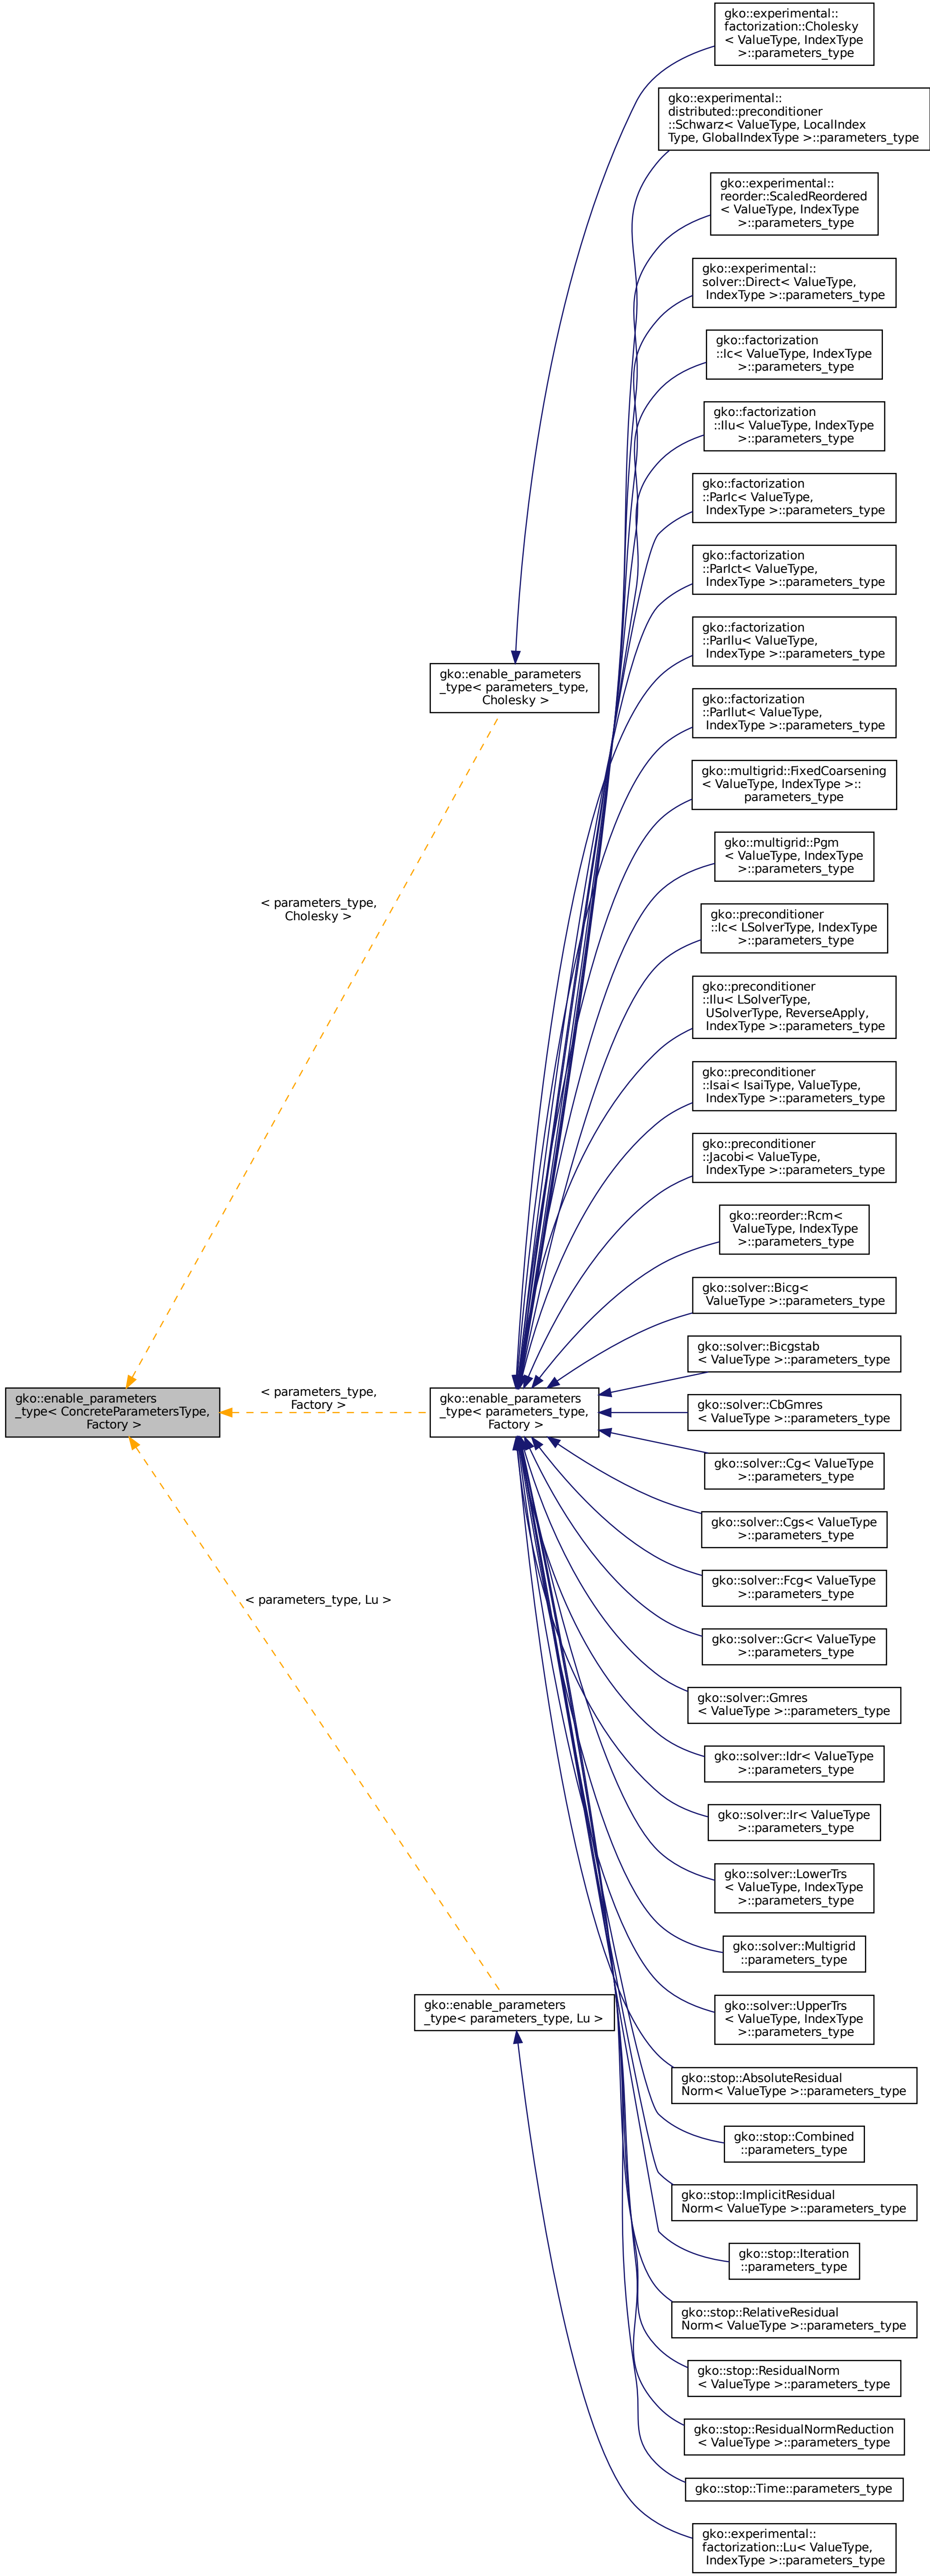 gko::experimental::
factorization::Cholesky
< ValueType, IndexType
>::parameters_type
gko::experimental::
distributed::preconditioner
::Schwarz< ValueType, LocalIndex
Type, GlobalIndexType >::parameters_type
gko::experimental::
reorder::ScaledReordered
< ValueType, IndexType
>::parameters_type
gko::experimental::
solver::Direct< ValueType,
IndexType >::parameters_type
gko::factorization
::Ic< ValueType, IndexType
>::parameters_type
gko::factorization
::Ilu< ValueType, IndexType
>::parameters_type
gko::factorization
::ParIc< ValueType,
IndexType >::parameters_type
gko::factorization
::ParIct< ValueType,
IndexType >::parameters_type
gko::factorization
::ParIlu< ValueType,
IndexType >::parameters_type
gko::enable_parameters
_type< parameters_type,
Cholesky >
gko::factorization
::ParIlut< ValueType,
IndexType >::parameters_type
gko::multigrid::FixedCoarsening
< ValueType, IndexType >::
parameters_type
gko::multigrid::Pgm
< ValueType, IndexType
>::parameters_type
< parameters_type,
Cholesky >
gko::preconditioner
::Ic< LSolverType, IndexType
>::parameters_type
gko::preconditioner
::Ilu< LSolverType,
USolverType, ReverseApply,
IndexType >::parameters_type
gko::preconditioner
::Isai< IsaiType, ValueType,
IndexType >::parameters_type
gko::preconditioner
::Jacobi< ValueType,
IndexType >::parameters_type
gko::reorder::Rcm<
ValueType, IndexType
>::parameters_type
gko::solver::Bicg<
ValueType >::parameters_type
gko::solver::Bicgstab
< ValueType >::parameters_type
gko::enable_parameters
_type< ConcreteParametersType,
Factory >
< parameters_type,
Factory >
gko::enable_parameters
_type< parameters_type,
Factory >
gko::solver::CbGmres
< ValueType >::parameters_type
gko::solver::Cg< ValueType
>::parameters_type
gko::solver::Cgs< ValueType
>::parameters_type
gko::solver::Fcg< ValueType
>::parameters_type
< parameters_type, Lu >
gko::solver::Gcr< ValueType
>::parameters_type
gko::solver::Gmres
< ValueType >::parameters_type
gko::solver::Idr< ValueType
>::parameters_type
gko::solver::Ir< ValueType
>::parameters_type
gko::solver::LowerTrs
< ValueType, IndexType
>::parameters_type
gko::solver::Multigrid
::parameters_type
gko::enable_parameters
_type< parameters_type, Lu >
gko::solver::UpperTrs
< ValueType, IndexType
>::parameters_type
gko::stop::AbsoluteResidual
Norm< ValueType >::parameters_type
gko::stop::Combined
::parameters_type
gko::stop::ImplicitResidual
Norm< ValueType >::parameters_type
gko::stop::Iteration
::parameters_type
gko::stop::RelativeResidual
Norm< ValueType >::parameters_type
gko::stop::ResidualNorm
< ValueType >::parameters_type
gko::stop::ResidualNormReduction
< ValueType >::parameters_type
gko::stop::Time::parameters_type
gko::experimental::
factorization::Lu< ValueType,
IndexType >::parameters_type